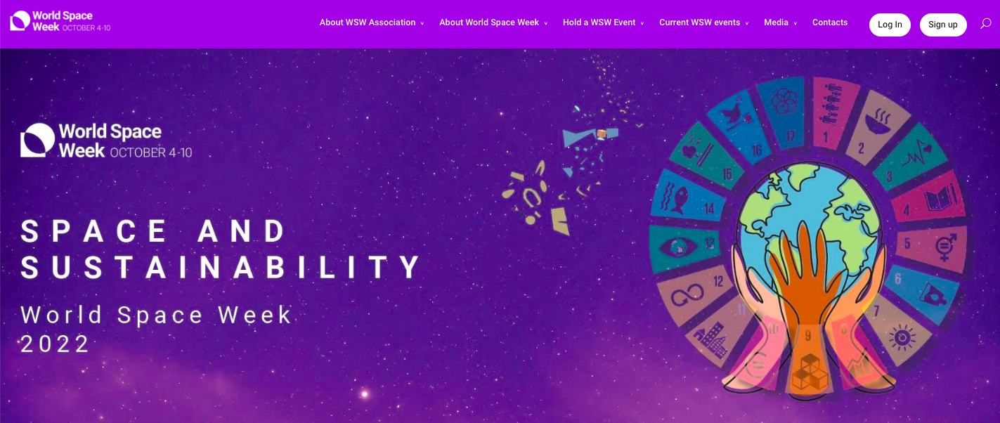 World Space
Week OCTOBER 4-10
About WSW Association
About World Space Week
Hold a WSW Event
Current WSW events
Media
Contacts
Log In
Sign up
World Space
Week OCTOBER 4-10
SPACE AND
SUSTAINABILITY
World Space Week
2022
1
2
3
4
5
6
7
8
9
10
11
12
13
14
15
16
17